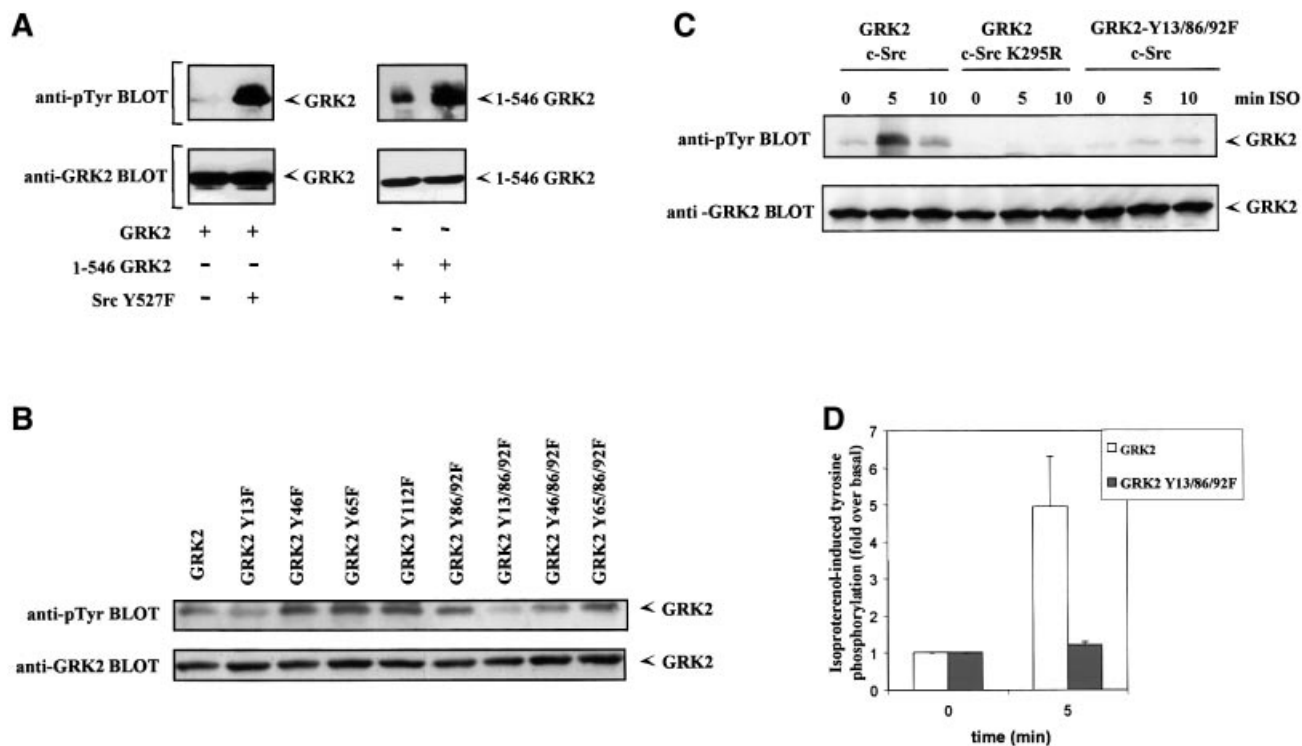 A
anti-pTyr BLOT
GRK2
1-546 GRK2
anti-GRK2 BLOT
GRK2
1-546 GRK2
GRK2 + + - -
1-546 GRK2 - - + +
Src Y527F - + - +
C
GRK2 GRK2 GRK2-Y13/86/92F
c-Src c-Src K295R c-Src
0 5 10 0 5 10 0 5 10 min ISO
anti-pTyr BLOT
GRK2
anti -GRK2 BLOT
GRK2
B
GRK2
GRK2 Y13F
GRK2 Y46F
GRK2 Y65F
GRK2 Y112F
GRK2 Y86/92F
GRK2 Y13/86/92F
GRK2 Y46/86/92F
GRK2 Y65/86/92F
anti-pTyr BLOT
GRK2
anti-GRK2 BLOT
GRK2
D
Isoproterenol-induced tyrosine
phosphorylation (fold over basal)
7
6
5
4
3
2
1
0
0 5
time (min)
GRK2
GRK2 Y13/86/92F